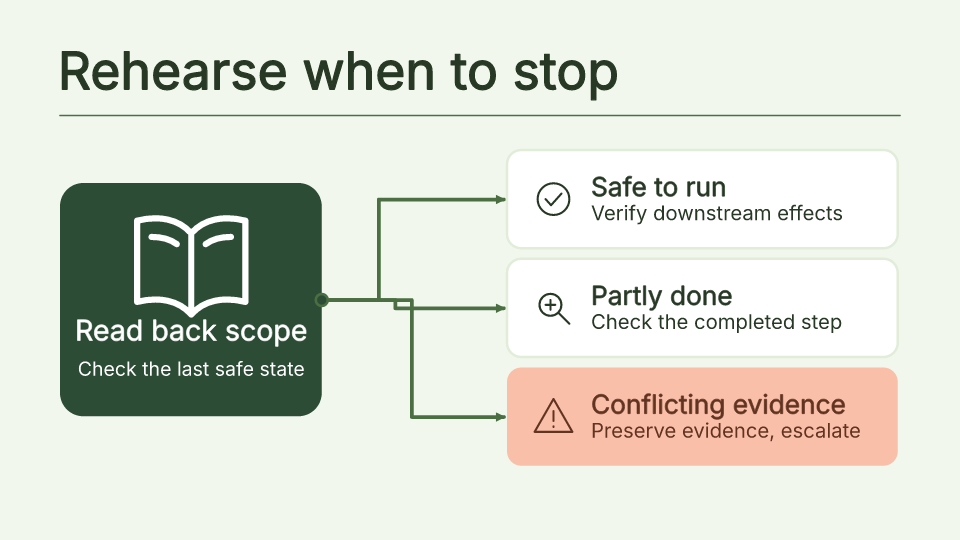 Rehearse when to stop
Read back scope
Check the last safe state
Safe to run
Verify downstream effects
Partly done
Check the completed step
Conflicting evidence
Preserve evidence, escalate